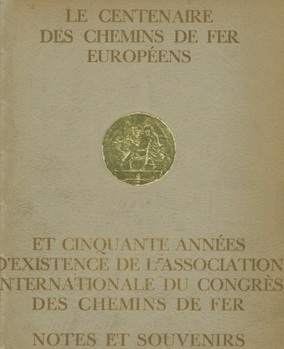 LE CENTENAIRE
DES CHEMINS DE FER
EUROPÉENS
ET CINQUANTE ANNÉES
D'EXISTENCE DE L'ASSOCIATION
INTERNATIONALE DU CONGRÈS
DES CHEMINS DE FER
NOTES ET SOUVENIRS